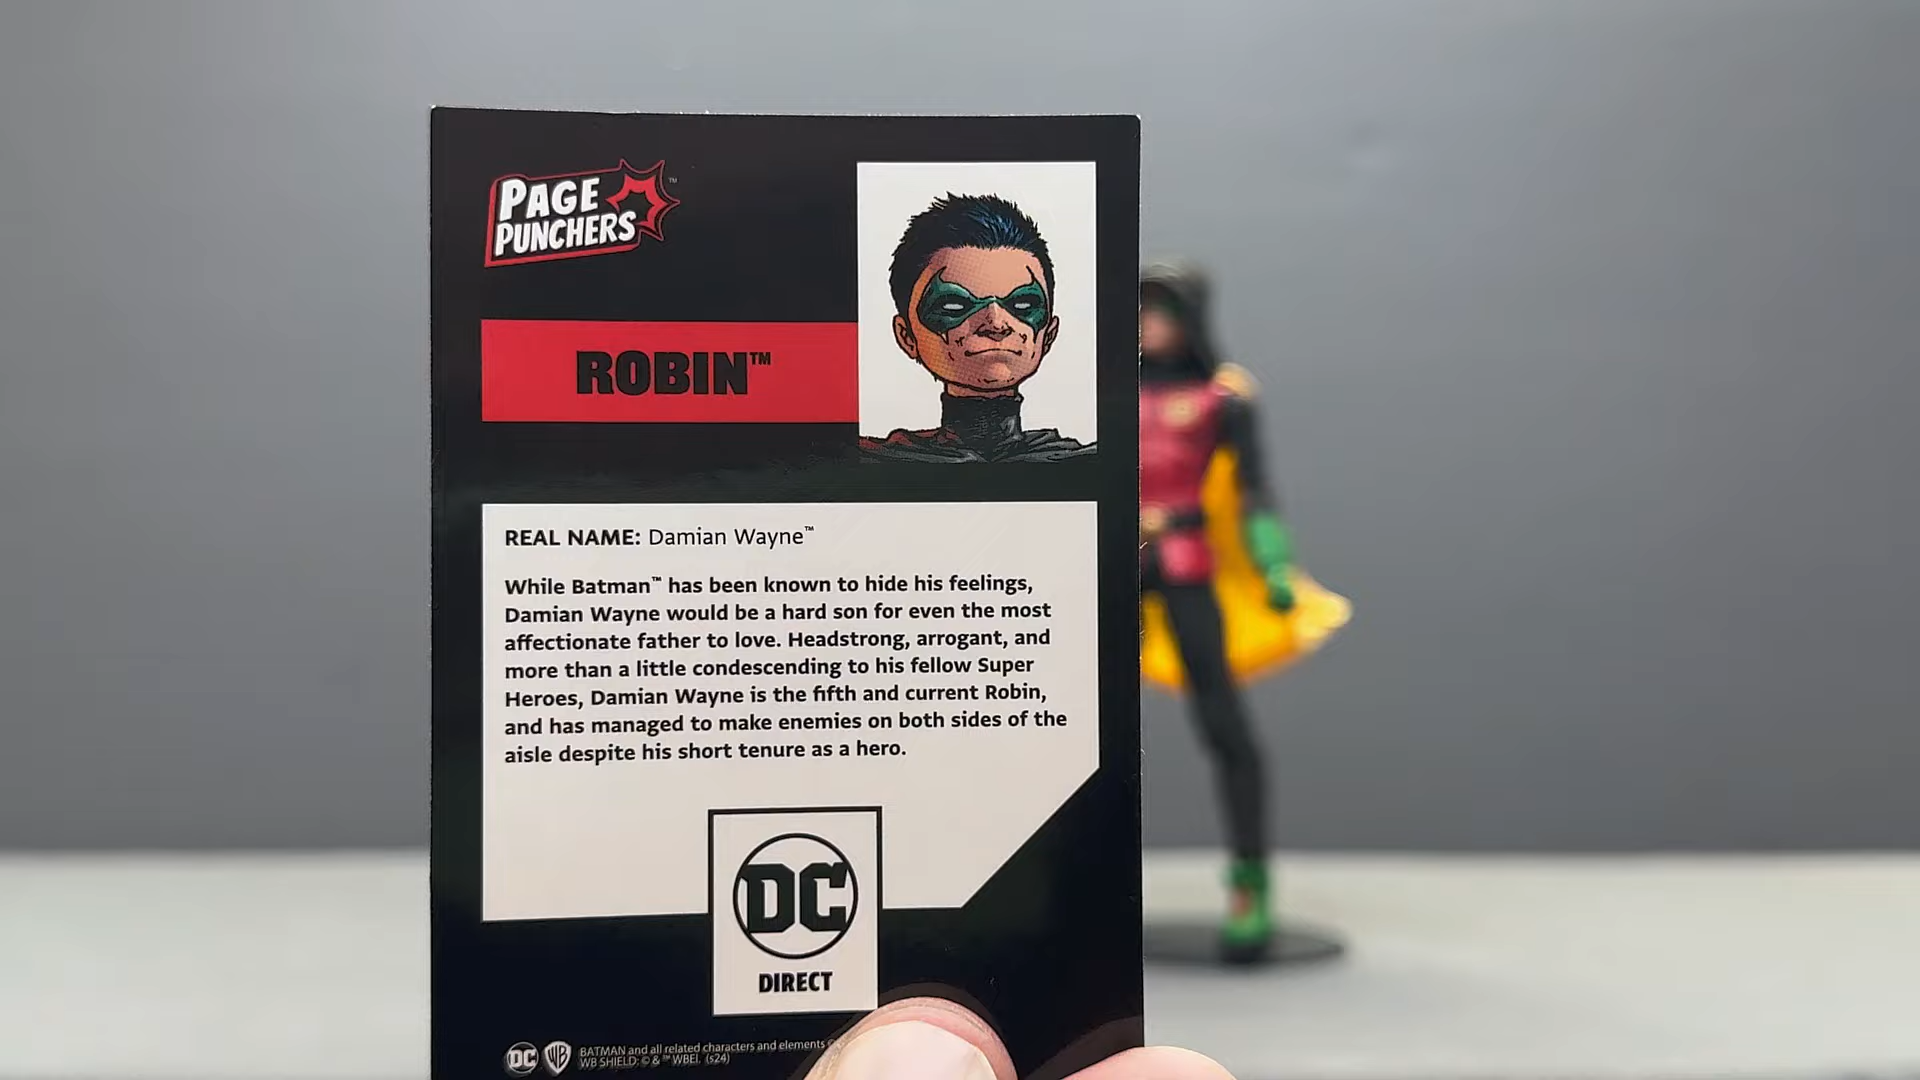 PAGE
PUNCHERS™
ROBIN™
REAL NAME: Damian Wayne™
While Batman™ has been known to hide his feelings,
Damian Wayne would be a hard son for even the most
affectionate father to love. Headstrong, arrogant, and
more than a little condescending to his fellow Super
Heroes, Damian Wayne is the fifth and current Robin,
and has managed to make enemies on both sides of the
aisle despite his short tenure as a hero.
DC
DIRECT
DC WB
BATMAN and all related characters and elements ©
WB SHIELD: © & ™ WBEI. (s24)